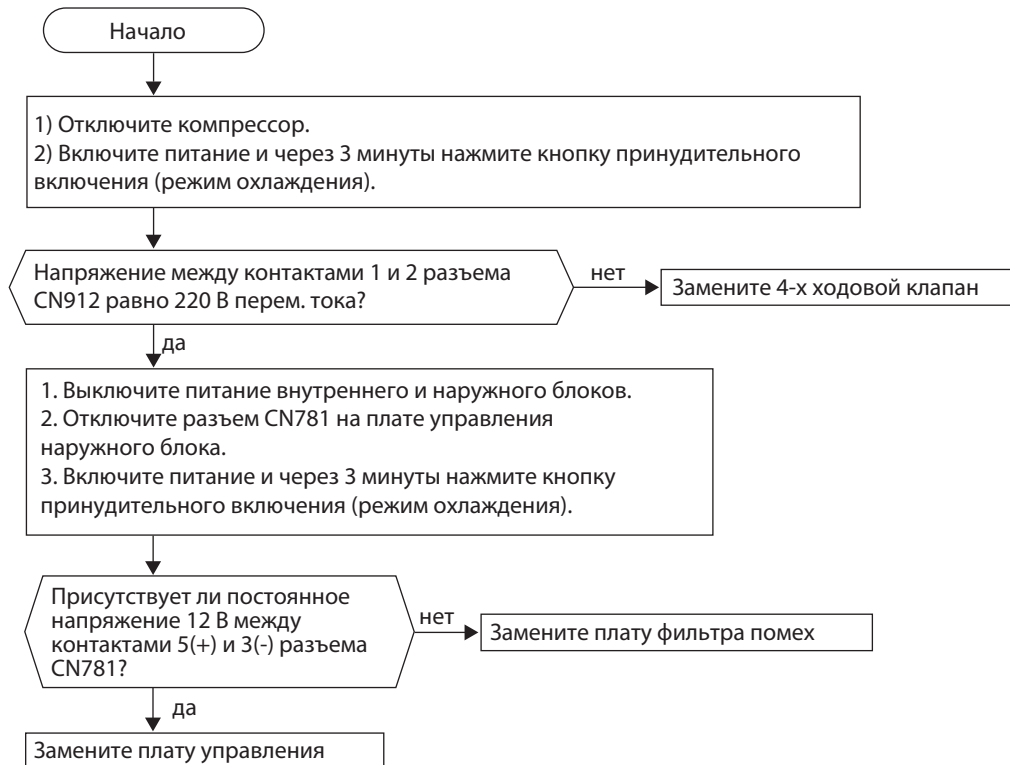 Начало
1) Отключите компрессор.
2) Включите питание и через 3 минуты нажмите кнопку принудительного
включения (режим охлаждения).
Напряжение между контактами 1 и 2 разъема
CN912 равно 220 В перем. тока?
нет
Замените 4-х ходовой клапан
да
1. Выключите питание внутреннего и наружного блоков.
2. Отключите разъем CN781 на плате управления
наружного блока.
3. Включите питание и через 3 минуты нажмите кнопку
принудительного включения (режим охлаждения).
Присутствует ли постоянное
напряжение 12 В между
контактами 5(+) и 3(-) разъема
CN781?
нет
Замените плату фильтра помех
да
Замените плату управления